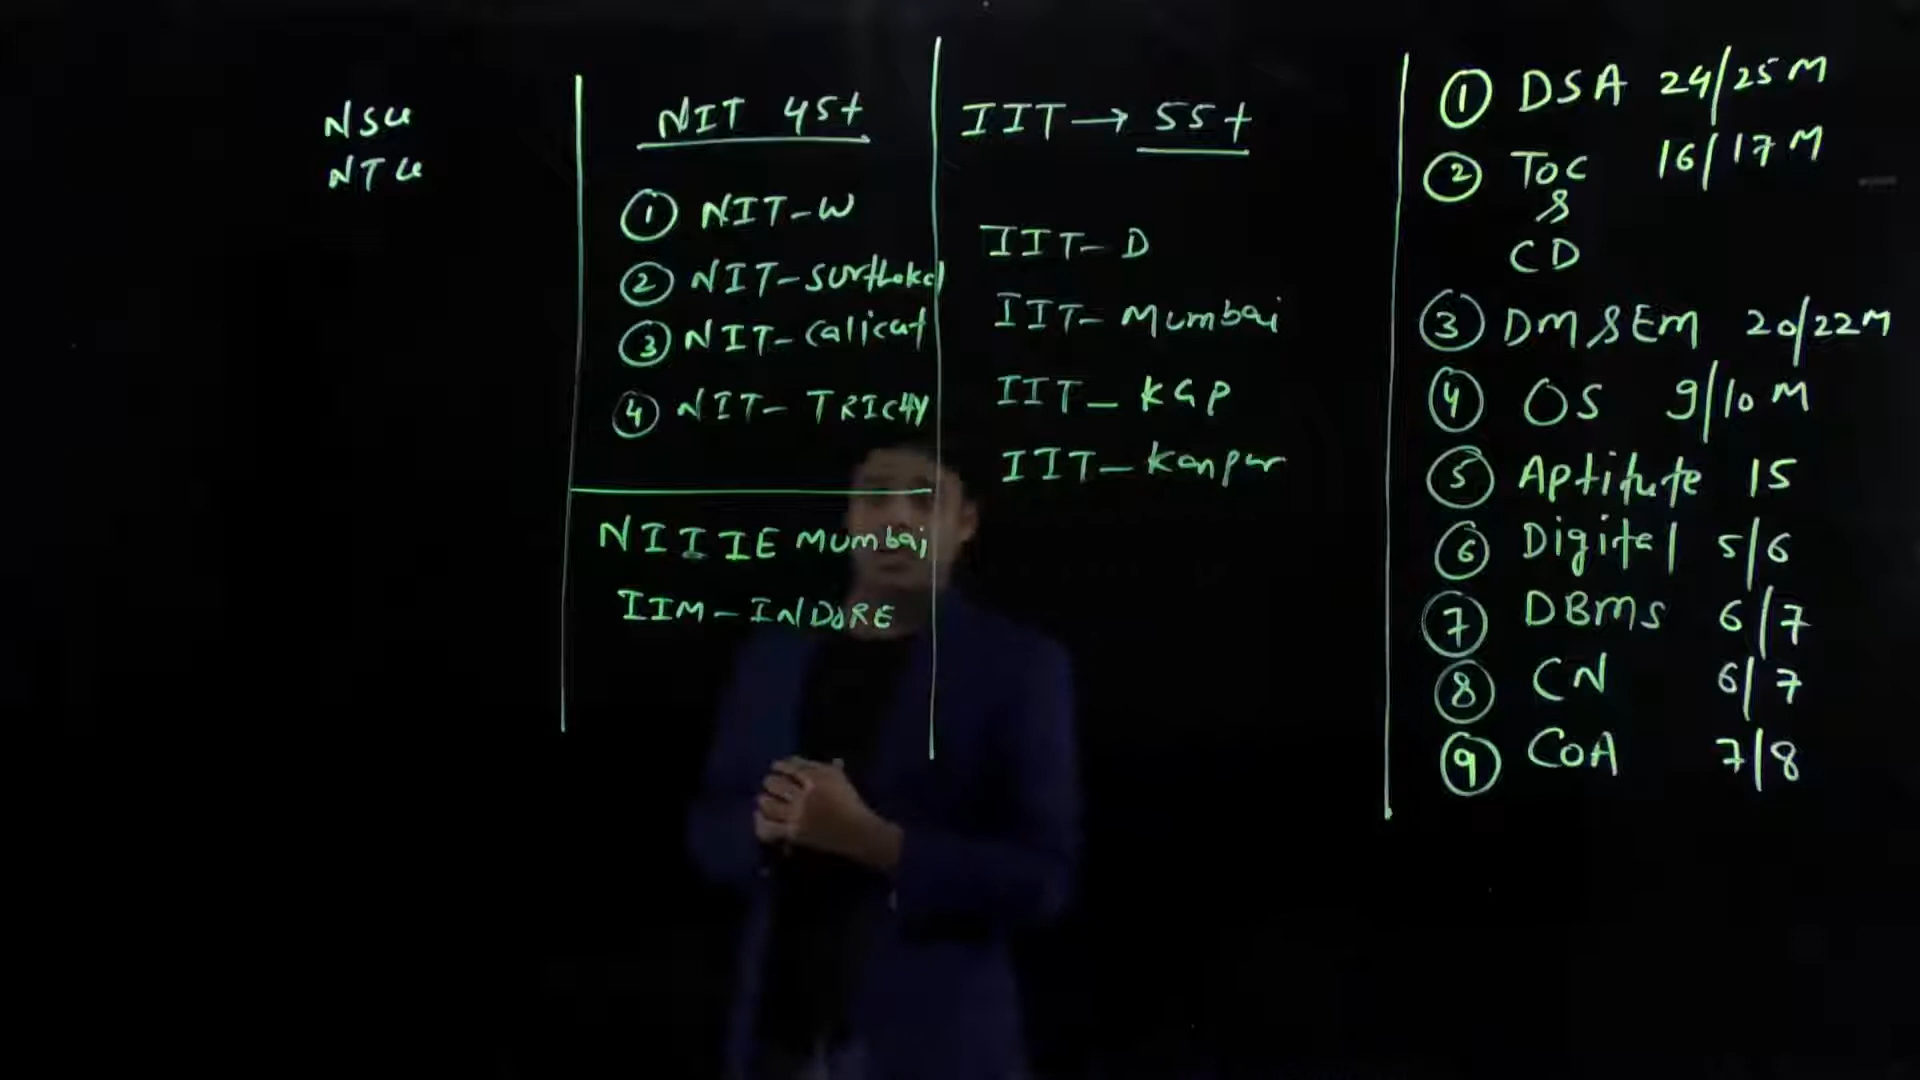 NSU
NTU
NIT 45+
① NIT-W
② NIT-Surthakal
③ NIT-Calicut
④ NIT-TRICHY
NITIE Mumbai
IIM-INDORE
IIT→ 55+
IIT-D
IIT-Mumbai
IIT-KGP
IIT-Kanpur
① DSA 24/25M
② TOC 16/17M
&
CD
③ DM & EM 20/22M
④ OS 9/10M
⑤ Aptitute 15
⑥ Digital 5/6
⑦ DBMS 6/7
⑧ CN 6/7
⑨ COA 7/8